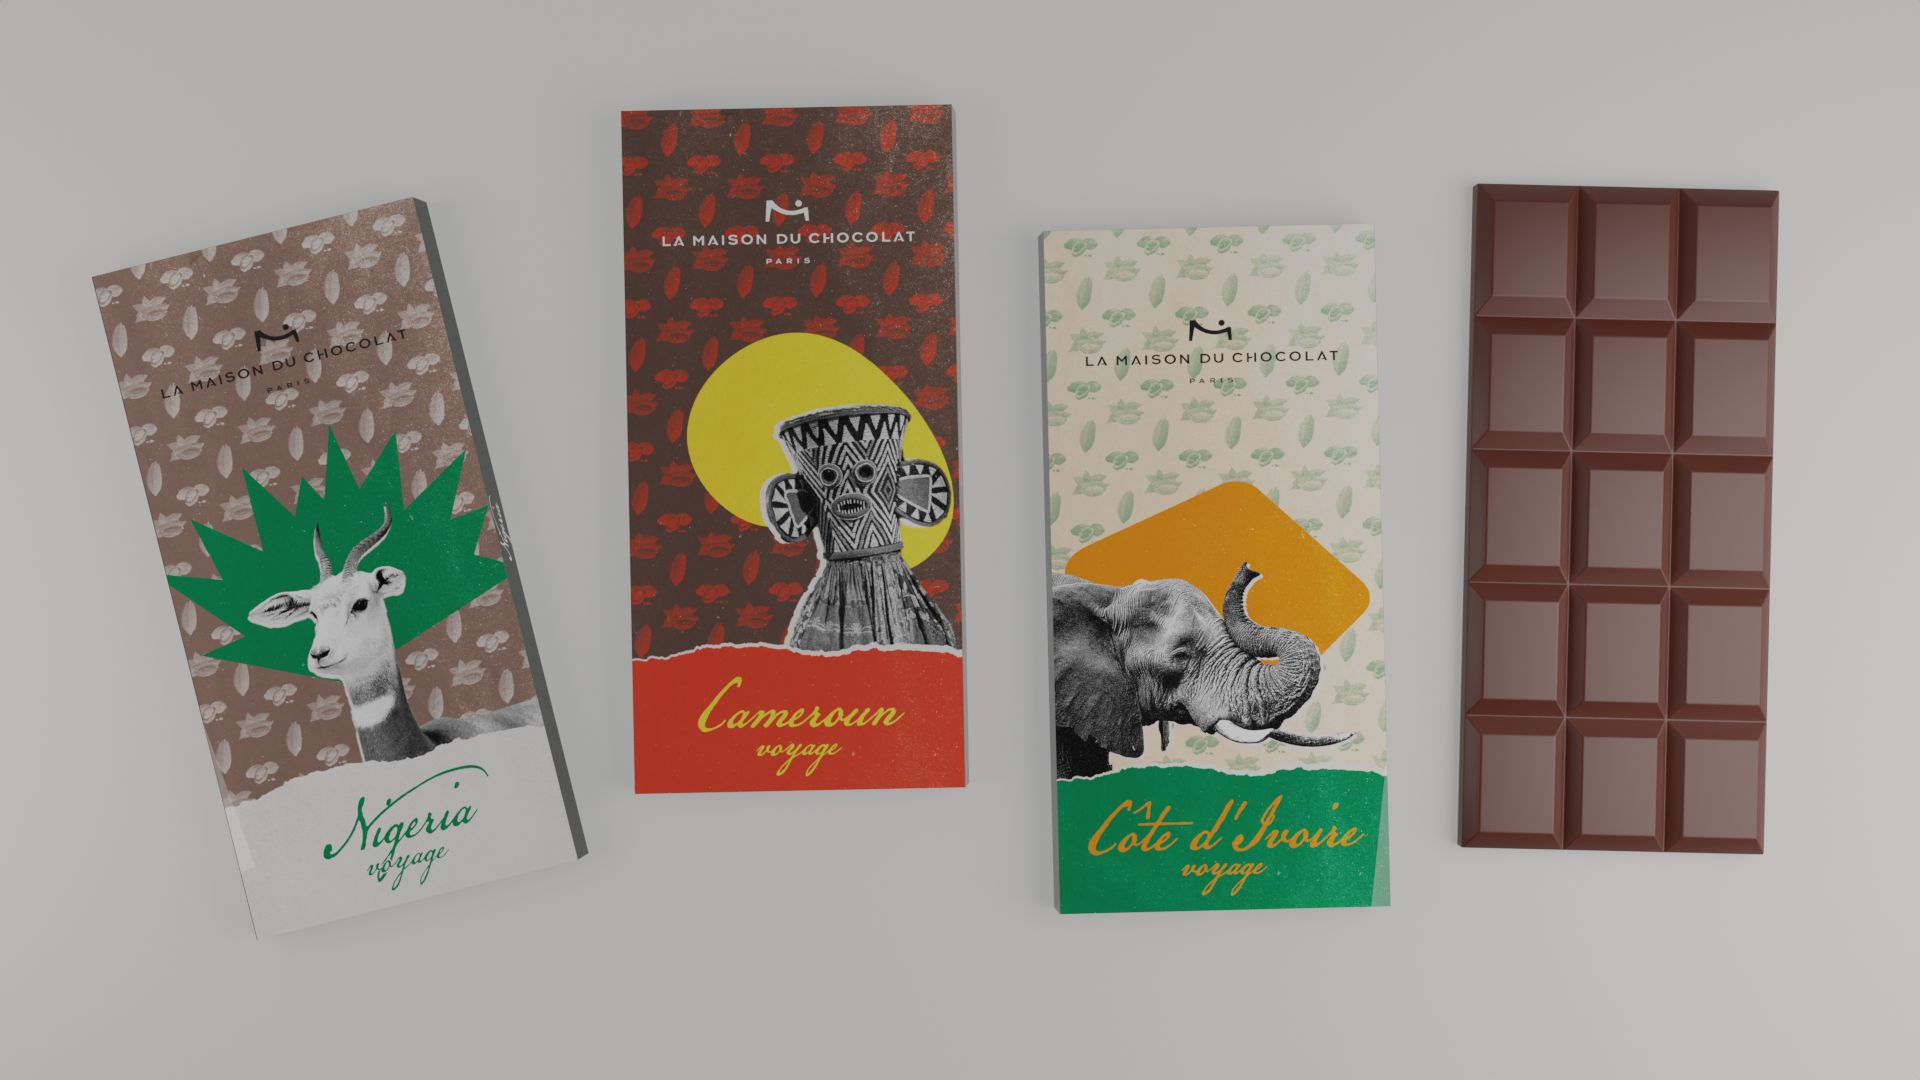 LA MAISON DU CHOCOLAT
PARIS
Nigeria
voyage
Nigeria
LA MAISON DU CHOCOLAT
PARIS
Cameroun
voyage
LA MAISON DU CHOCOLAT
PARIS
Côte d'Ivoire
voyage